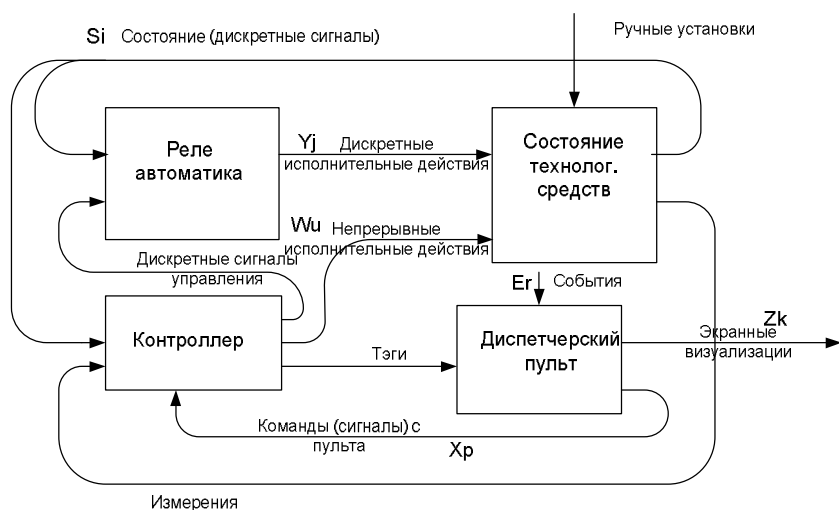 Si Состояние (дискретные сигналы)
Ручные установки
Реле
автоматика
Yj Дискретные
исполнительные действия
Состояние
технолог.
средств
Wu Непрерывные
исполнительные действия
Дискретные сигналы
управления
Er События
Контроллер
Тэги
Диспетчерский
пульт
Zk
Экранные
визуализации
Команды (сигналы) с
пульта
Xp
Измерения